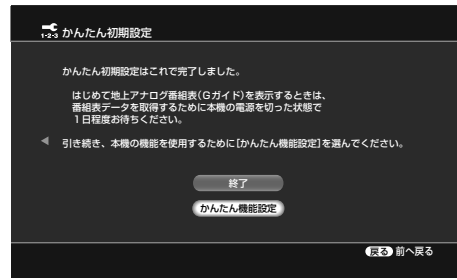 1-2-3 かんたん初期設定
かんたん初期設定はこれで完了しました。
はじめて地上アナログ番組表(Gガイド)を表示するときは、
番組表データを取得するために本機の電源を切った状態で
1日程度お待ちください。
引き続き、本機の機能を使用するために[かんたん機能設定]を選んでください。
終了
かんたん機能設定
戻る 前へ戻る